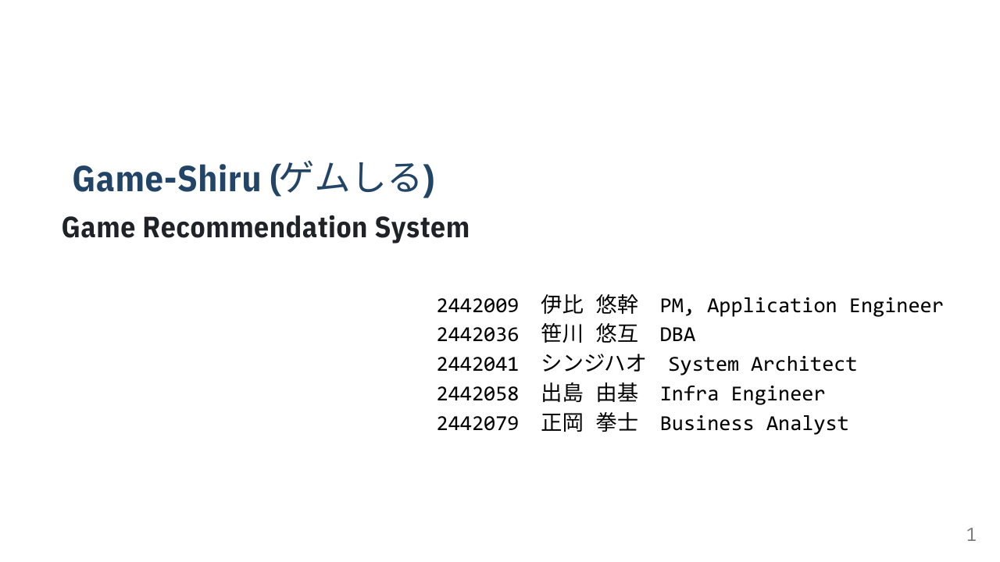 Game-Shiru (ゲムしる)
Game Recommendation System
2442009 伊比 悠幹 PM, Application Engineer
2442036 笹川 悠互 DBA
2442041 シンジハオ System Architect
2442058 出島 由基 Infra Engineer
2442079 正岡 拳士 Business Analyst
1